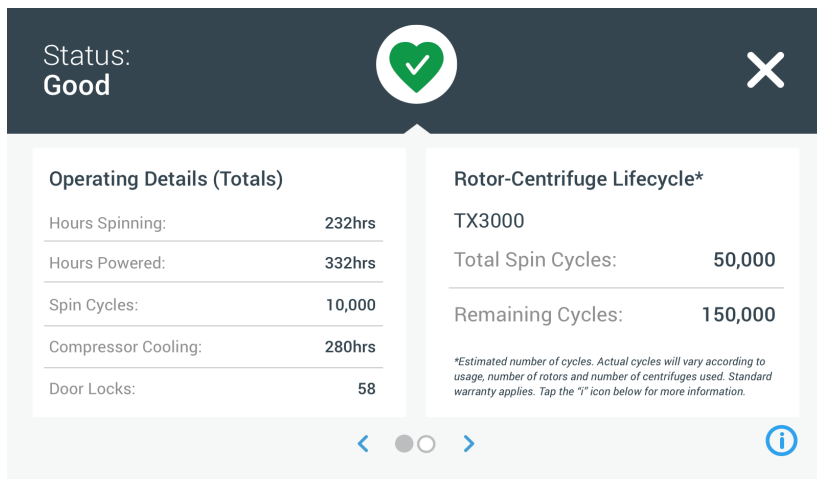 Status:
Good
Operating Details (Totals)
Hours Spinning: 232hrs
Hours Powered: 332hrs
Spin Cycles: 10,000
Compressor Cooling: 280hrs
Door Locks: 58
Rotor-Centrifuge Lifecycle*
TX3000
Total Spin Cycles: 50,000
Remaining Cycles: 150,000
*Estimated number of cycles. Actual cycles will vary according to
usage, number of rotors and number of centrifuges used. Standard
warranty applies. Tap the “i” icon below for more information.